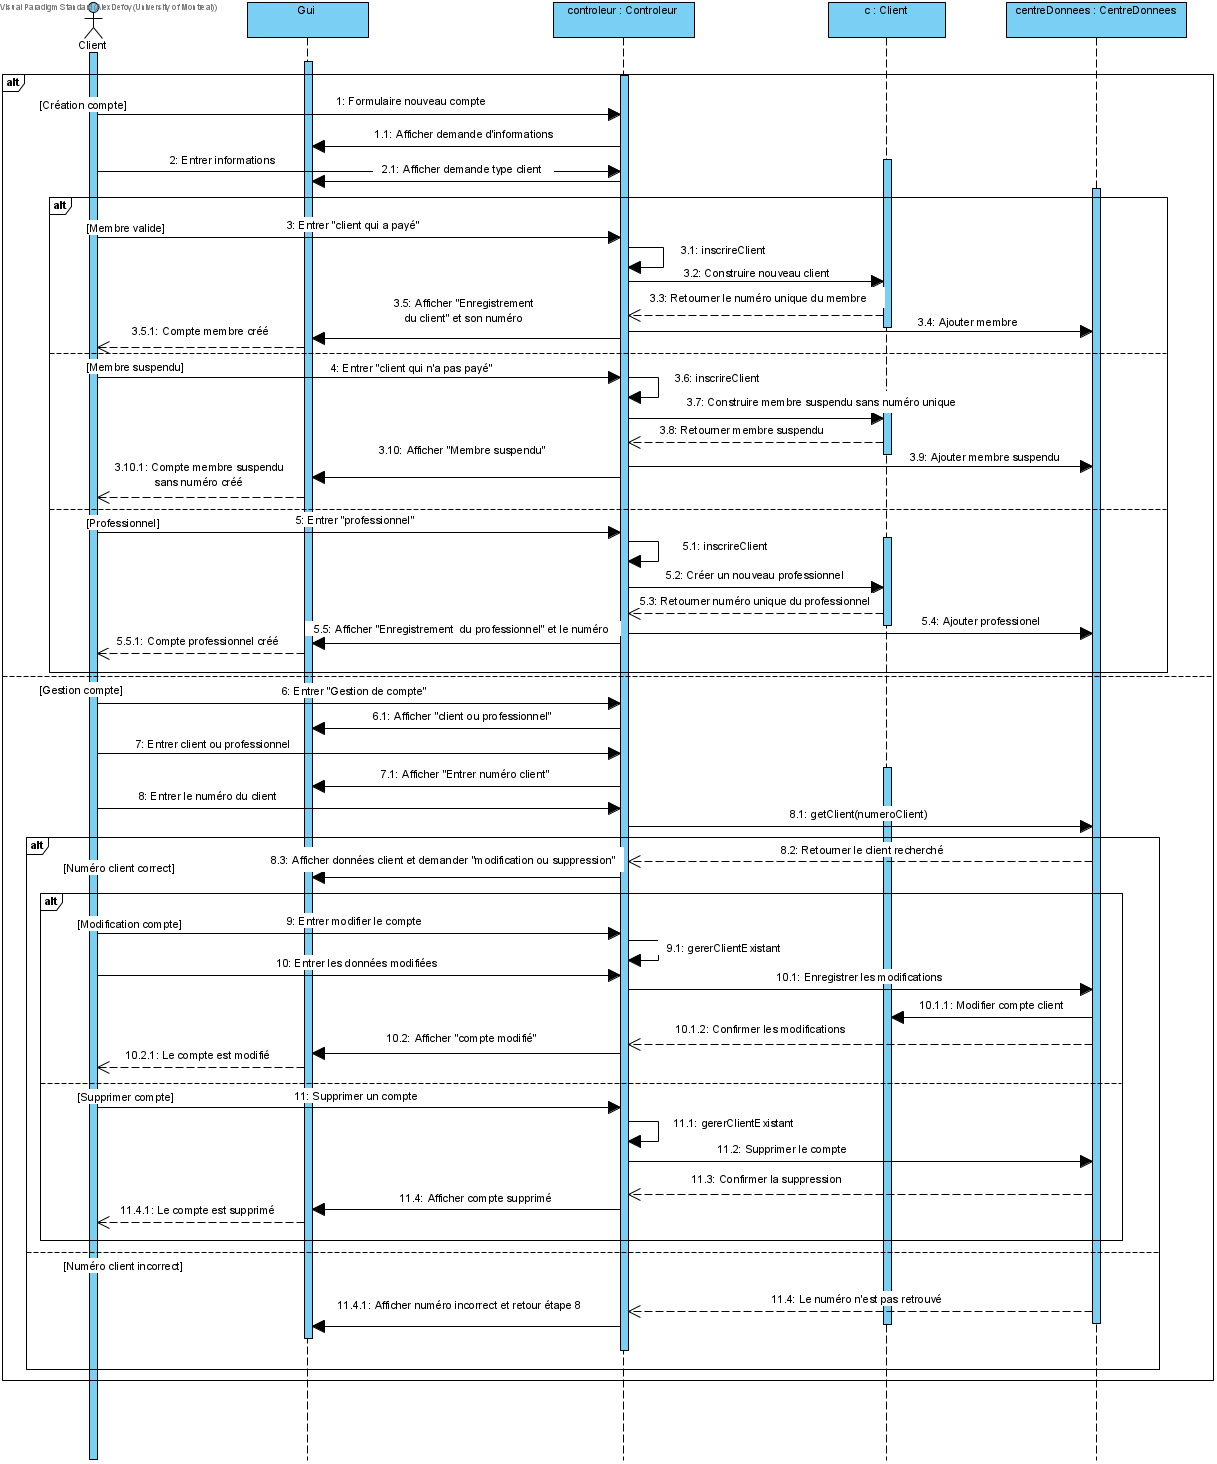 Visual Paradigm Standard(AlexDefoy(University of Montreal))
Client
Gui
controleur : Controleur
c : Client
centreDonnees : CentreDonnees
alt
[Création compte]
1: Formulaire nouveau compte
1.1: Afficher demande d'informations
2: Entrer informations
2.1: Afficher demande type client
alt
[Membre valide]
3: Entrer "client qui a payé"
3.1: inscrireClient
3.2: Construire nouveau client
3.3: Retourner le numéro unique du membre
3.5: Afficher "Enregistrement
du client" et son numéro
3.4: Ajouter membre
3.5.1: Compte membre créé
[Membre suspendu]
4: Entrer "client qui n'a pas payé"
3.6: inscrireClient
3.7: Construire membre suspendu sans numéro unique
3.8: Retourner membre suspendu
3.10: Afficher "Membre suspendu"
3.9: Ajouter membre suspendu
3.10.1: Compte membre suspendu
sans numéro créé
[Professionnel]
5: Entrer "professionnel"
5.1: inscrireClient
5.2: Créer un nouveau professionnel
5.3: Retourner numéro unique du professionnel
5.4: Ajouter professionel
5.5: Afficher "Enregistrement  du professionnel" et le numéro
5.5.1: Compte professionnel créé
[Gestion compte]
6: Entrer "Gestion de compte"
6.1: Afficher "client ou professionnel"
7: Entrer client ou professionnel
7.1: Afficher "Entrer numéro client"
8: Entrer le numéro du client
8.1: getClient(numeroClient)
alt
8.2: Retourner le client recherché
8.3: Afficher données client et demander "modification ou suppression"
[Numéro client correct]
alt
[Modification compte]
9: Entrer modifier le compte
9.1: gererClientExistant
10: Entrer les données modifiées
10.1: Enregistrer les modifications
10.1.1: Modifier compte client
10.1.2: Confirmer les modifications
10.2: Afficher "compte modifié"
10.2.1: Le compte est modifié
[Supprimer compte]
11: Supprimer un compte
11.1: gererClientExistant
11.2: Supprimer le compte
11.3: Confirmer la suppression
11.4: Afficher compte supprimé
11.4.1: Le compte est supprimé
[Numéro client incorrect]
11.4: Le numéro n'est pas retrouvé
11.4.1: Afficher numéro incorrect et retour étape 8